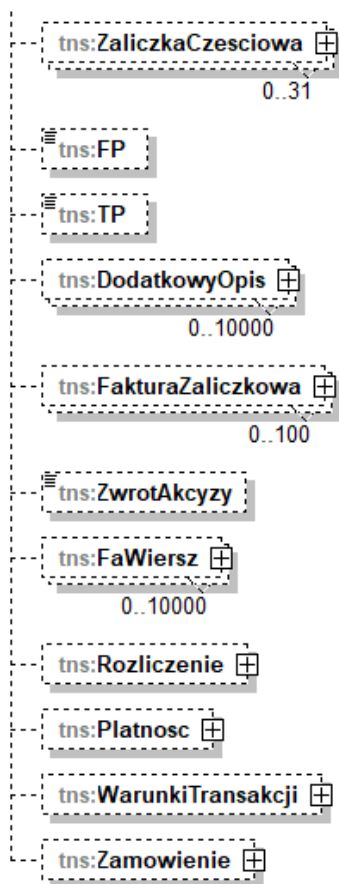 tns:ZaliczkaCzesciowa
0..31
tns:FP
tns:TP
tns:DodatkowyOpis
0..10000
tns:FakturaZaliczkowa
0..100
tns:ZwrotAkcyzy
tns:FaWiersz
0..10000
tns:Rozliczenie
tns:Platnosc
tns:WarunkiTransakcji
tns:Zamowienie